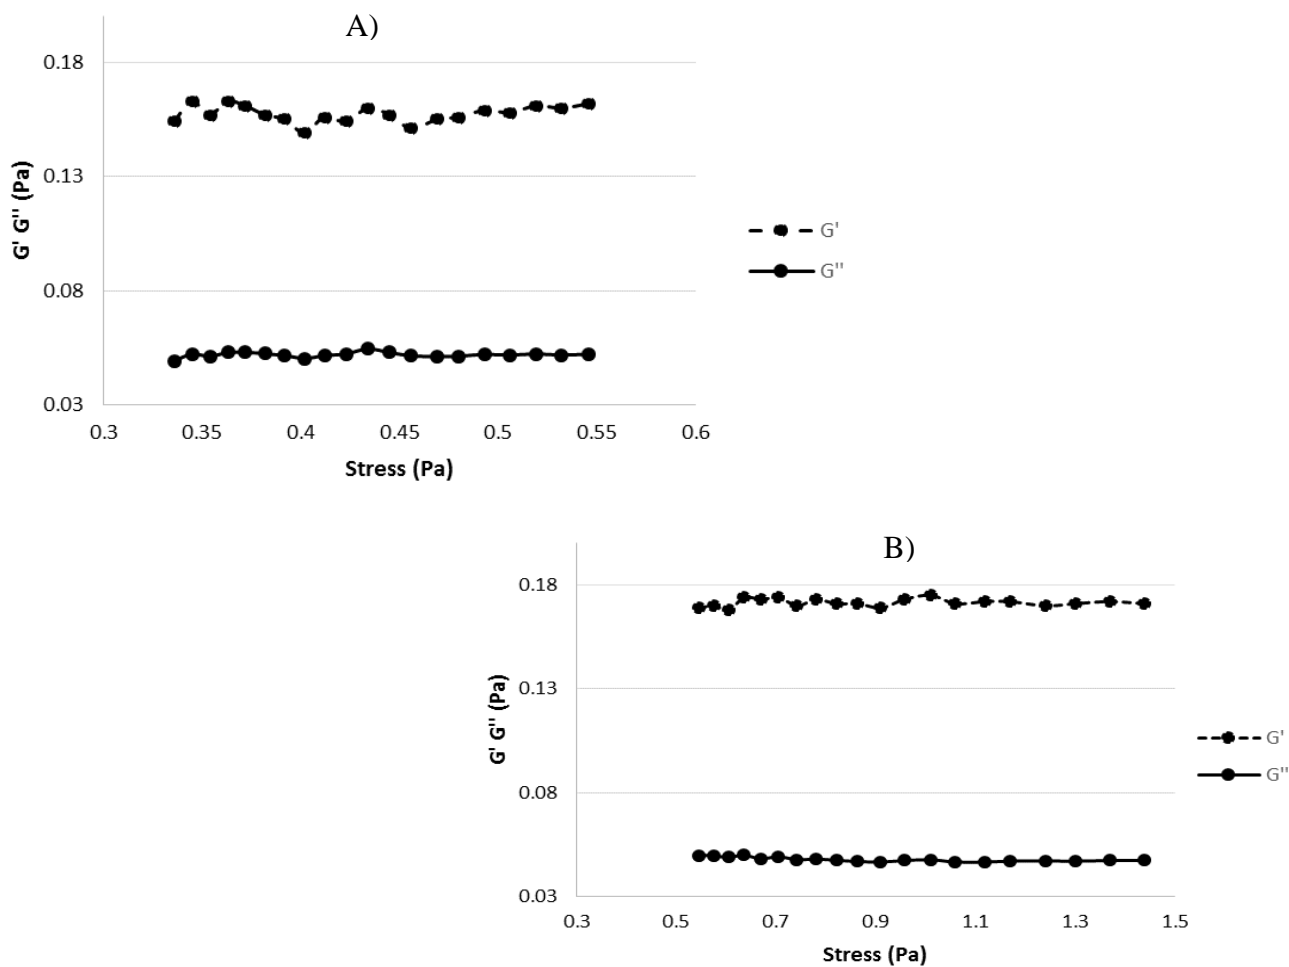 A)
0.18
0.13
0.08
0.03
G' G'' (Pa)
0.3 0.35 0.4 0.45 0.5 0.55 0.6
Stress (Pa)
G'
G''
B)
0.18
0.13
0.08
0.03
G' G'' (Pa)
0.3 0.5 0.7 0.9 1.1 1.3 1.5
Stress (Pa)
G'
G''